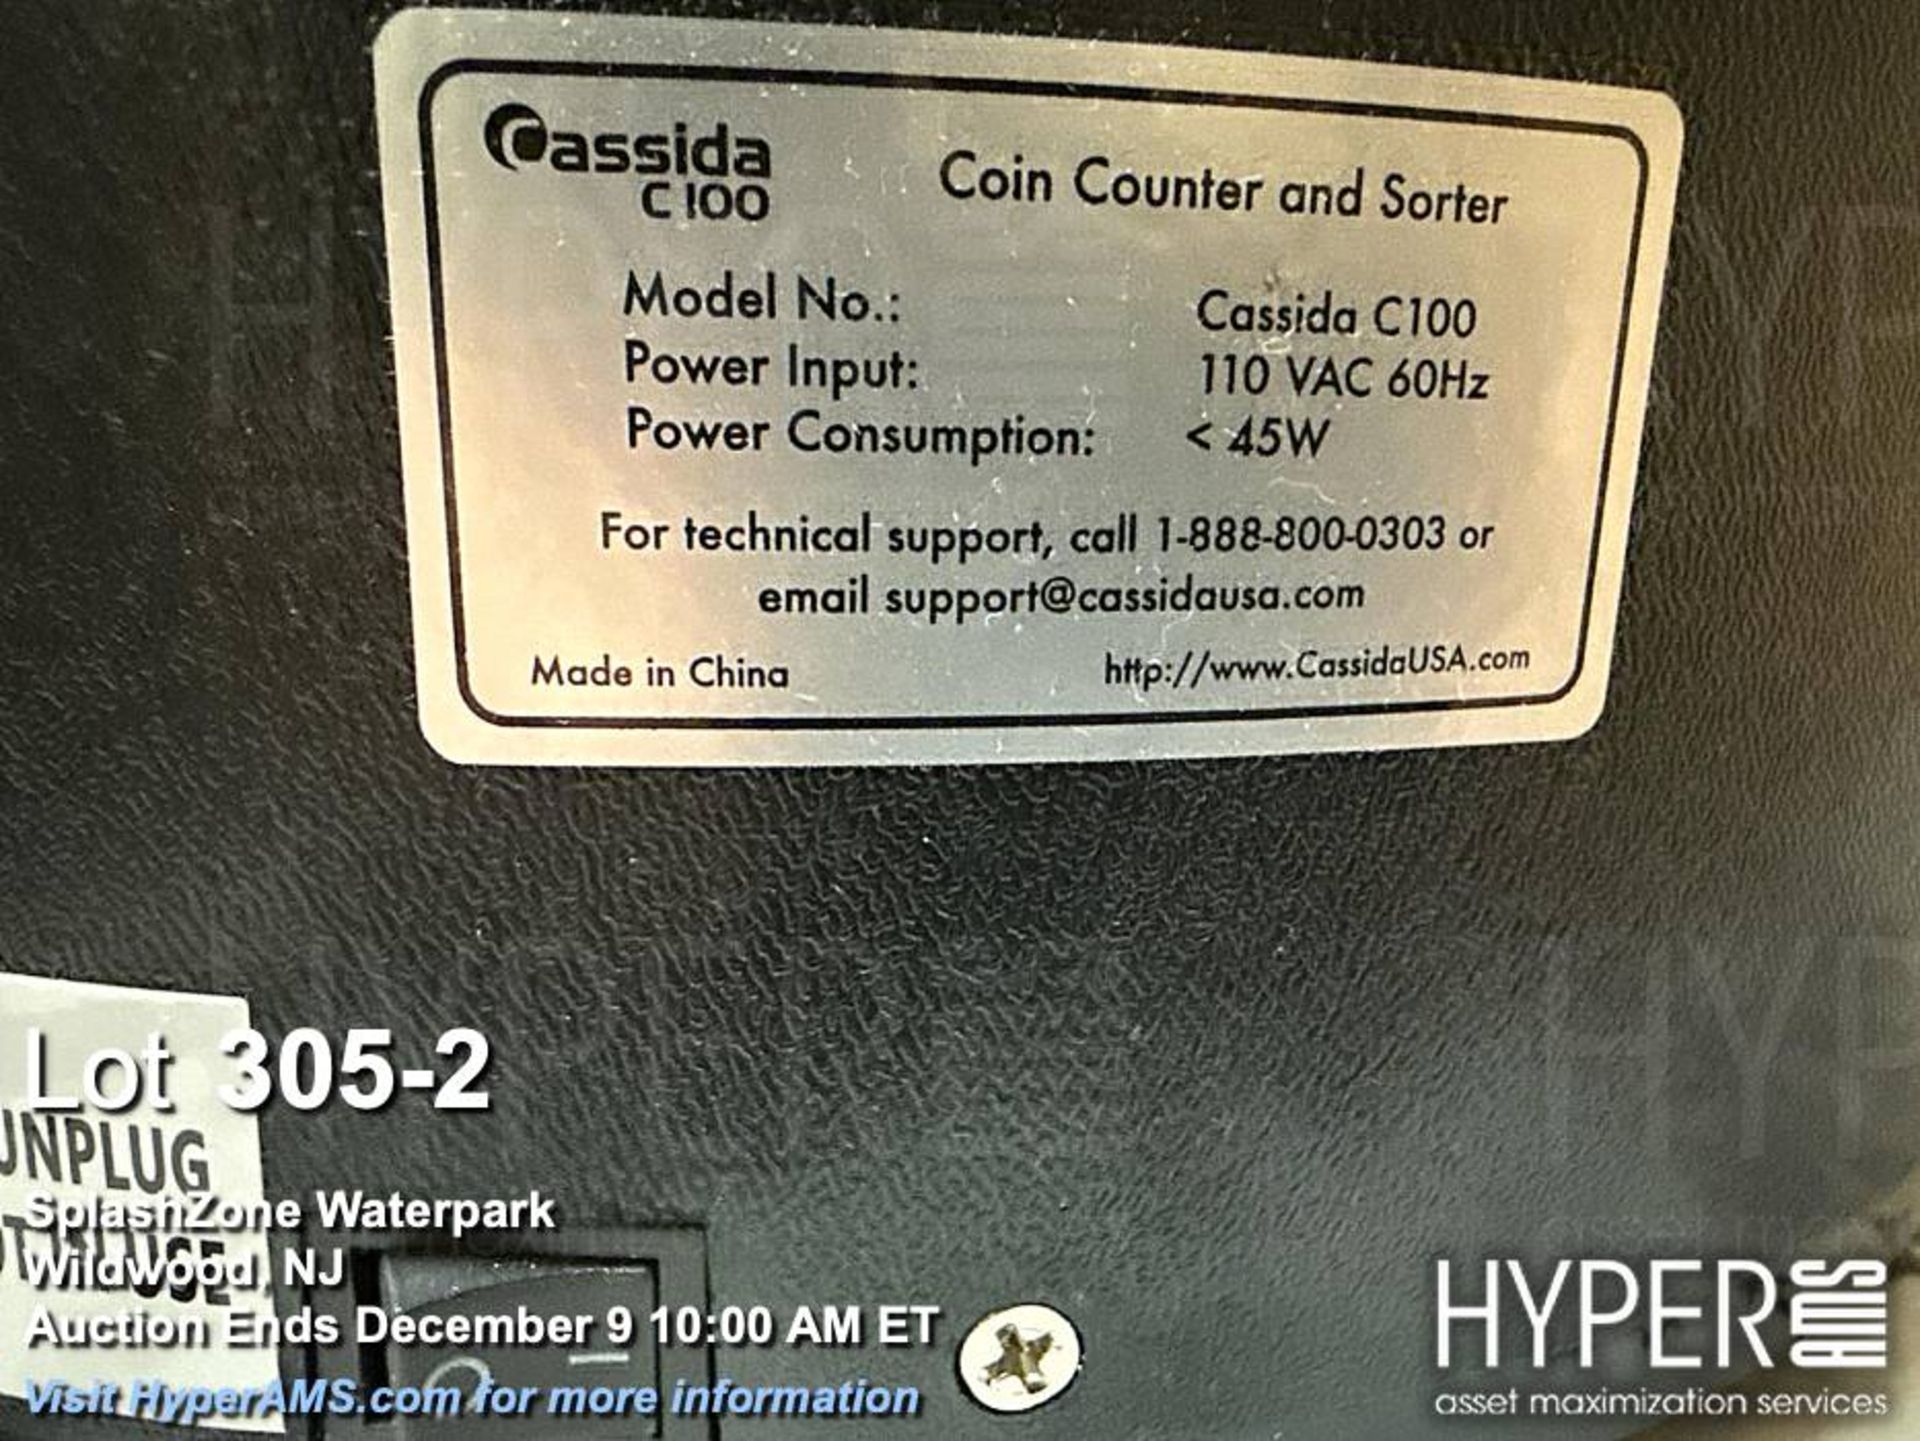 Cassida
C100
Coin Counter and Sorter
Model No.: Cassida C100
Power Input: 110 VAC 60Hz
Power Consumption: < 45W
For technical support, call 1-888-800-0303 or
email support@cassidausa.com
Made in China
http://www.CassidaUSA.com
Lot 305-2
UNPLUG
SplashZone Waterpark
USE
Wildwood, NJ
Auction Ends December 9 10:00 AM ET
Visit HyperAMS.com for more information
HYPER AMS
asset maximization services